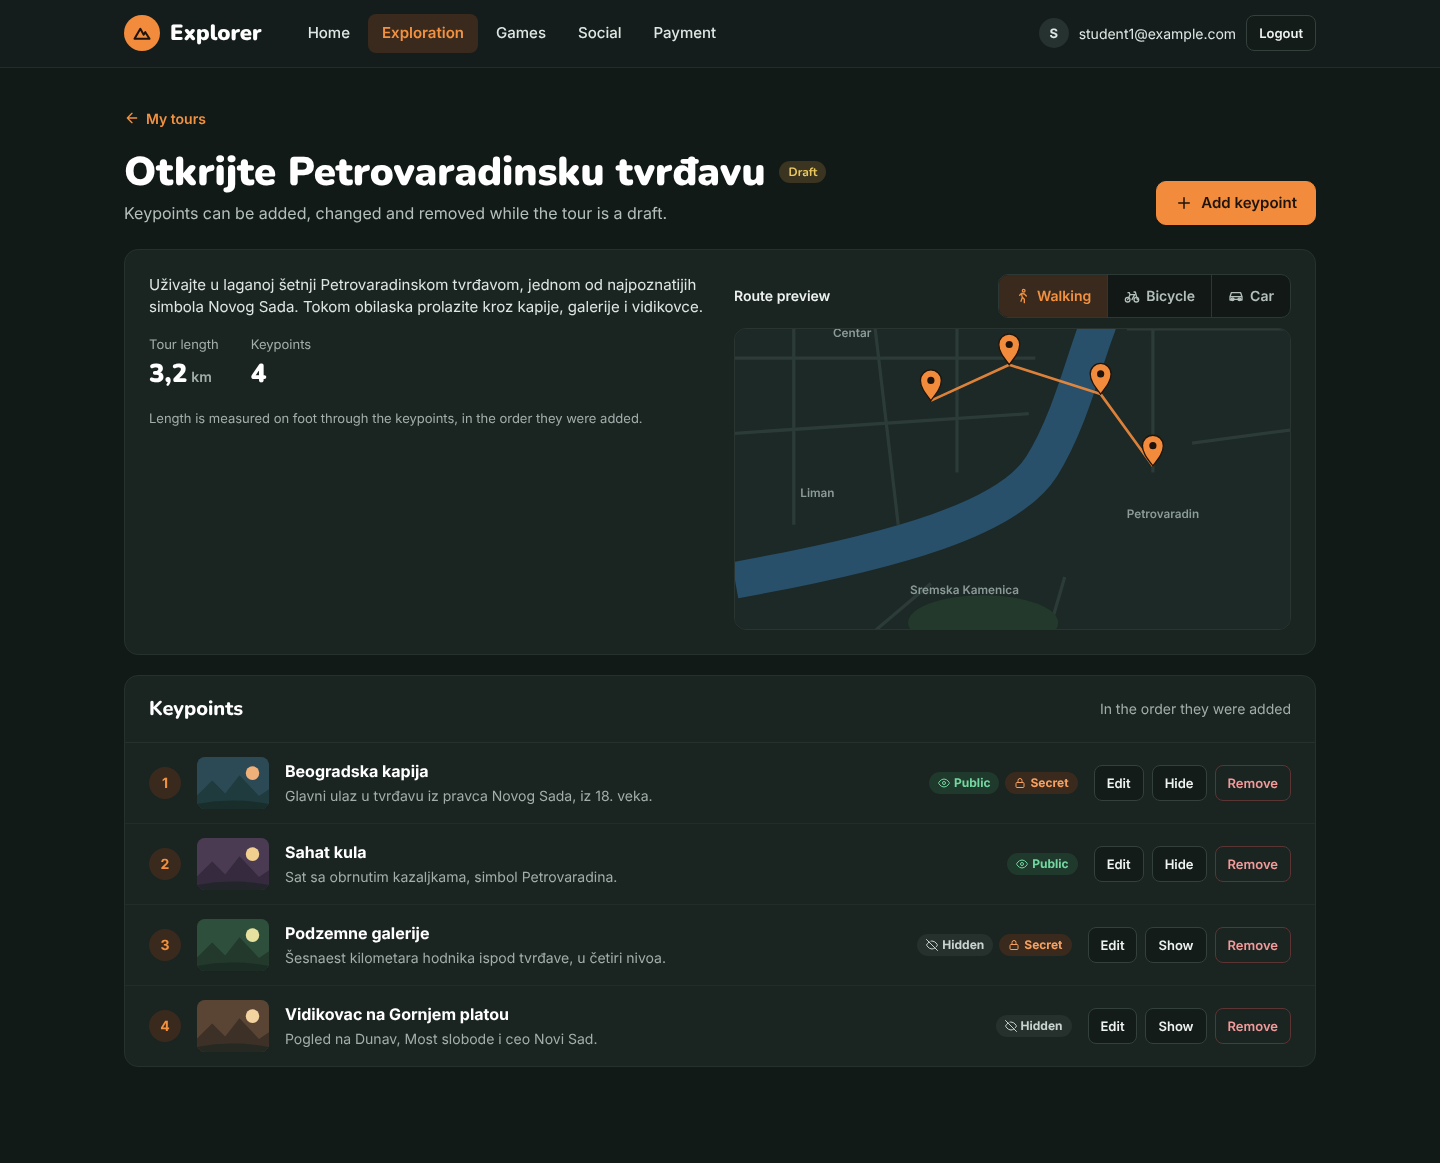 Explorer
Home
Exploration
Games
Social
Payment
S
student1@example.com
Logout
My tours
Otkrijte Petrovaradinsku tvrđavu
Draft
Keypoints can be added, changed and removed while the tour is a draft.
Add keypoint
Uživajte u laganoj šetnji Petrovaradinskom tvrđavom, jednom od najpoznatijih
simbola Novog Sada. Tokom obilaska prolazite kroz kapije, galerije i vidikovce.
Tour length
Keypoints
3,2 km
4
Length is measured on foot through the keypoints, in the order they were added.
Route preview
Walking
Bicycle
Car
Centar
Liman
Petrovaradin
Sremska Kamenica
Keypoints
In the order they were added
1
Beogradska kapija
Glavni ulaz u tvrđavu iz pravca Novog Sada, iz 18. veka.
Public
Secret
Edit
Hide
Remove
2
Sahat kula
Sat sa obrnutim kazaljkama, simbol Petrovaradina.
Public
Edit
Hide
Remove
3
Podzemne galerije
Šesnaest kilometara hodnika ispod tvrđave, u četiri nivoa.
Hidden
Secret
Edit
Show
Remove
4
Vidikovac na Gornjem platou
Pogled na Dunav, Most slobode i ceo Novi Sad.
Hidden
Edit
Show
Remove